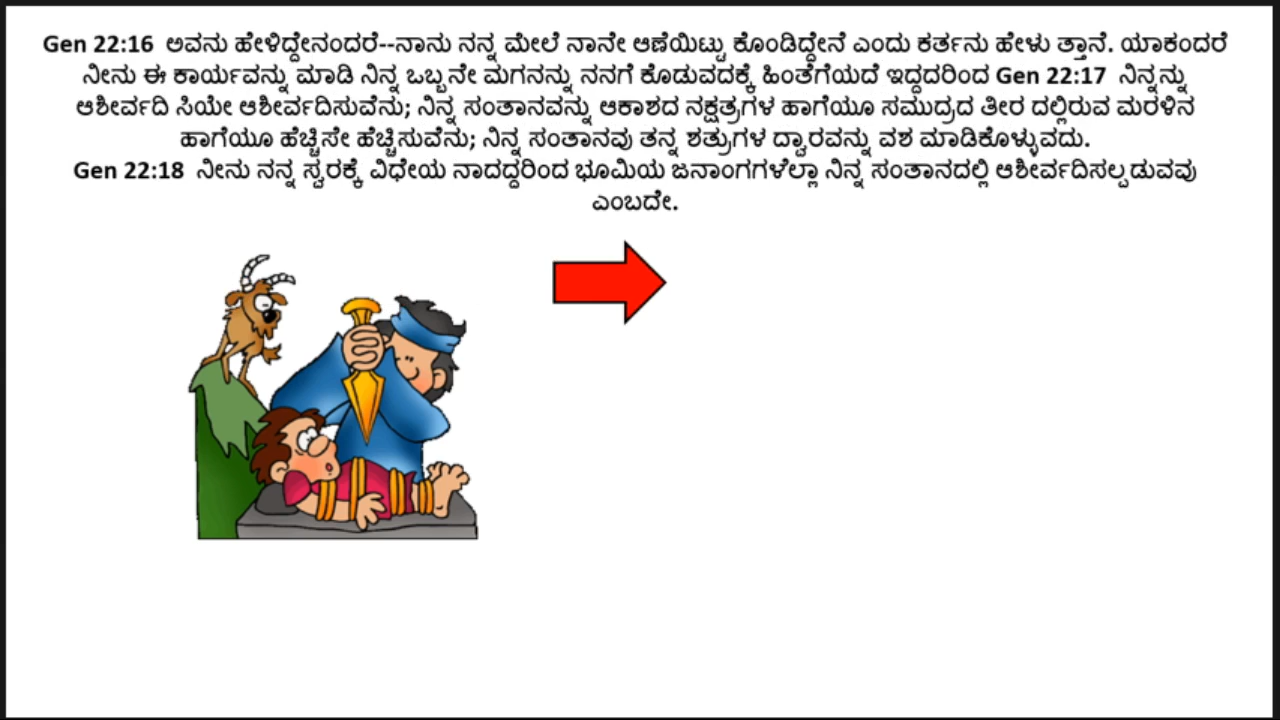 Gen 22:16 ಅವನು ಹೇಳಿದ್ದೇನಂದರೆ--ನಾನು ನನ್ನ ಮೇಲೆ ನಾನೇ ಆಣೆಯಿಟ್ಟು ಕೊಂಡಿದ್ದೇನೆ ಎಂದು ಕರ್ತನು ಹೇಳು ತ್ತಾನೆ. ಯಾಕಂದರೆ
ನೀನು ಈ ಕಾರ್ಯವನ್ನು ಮಾಡಿ ನಿನ್ನ ಒಬ್ಬನೇ ಮಗನನ್ನು ನನಗೆ ಕೊಡುವದಕ್ಕೆ ಹಿಂತೆಗೆಯದೆ ಇದ್ದದರಿಂದ Gen 22:17 ನಿನ್ನನ್ನು
ಆಶೀರ್ವದಿ ಸಿಯೇ ಆಶೀರ್ವದಿಸುವೆನು; ನಿನ್ನ ಸಂತಾನವನ್ನು ಆಕಾಶದ ನಕ್ಷತ್ರಗಳ ಹಾಗೆಯೂ ಸಮುದ್ರದ ತೀರ ದಲ್ಲಿರುವ ಮರಳಿನ
ಹಾಗೆಯೂ ಹೆಚ್ಚಿಸೇ ಹೆಚ್ಚಿಸುವೆನು; ನಿನ್ನ ಸಂತಾನವು ತನ್ನ ಶತ್ರುಗಳ ದ್ವಾರವನ್ನು ವಶ ಮಾಡಿಕೊಳ್ಳುವದು.
Gen 22:18 ನೀನು ನನ್ನ ಸ್ವರಕ್ಕೆ ವಿಧೇಯ ನಾದದ್ದರಿಂದ ಭೂಮಿಯ ಜನಾಂಗಗಳೆಲ್ಲಾ ನಿನ್ನ ಸಂತಾನದಲ್ಲಿ ಆಶೀರ್ವದಿಸಲ್ಪಡುವವು
ಎಂಬದೇ.